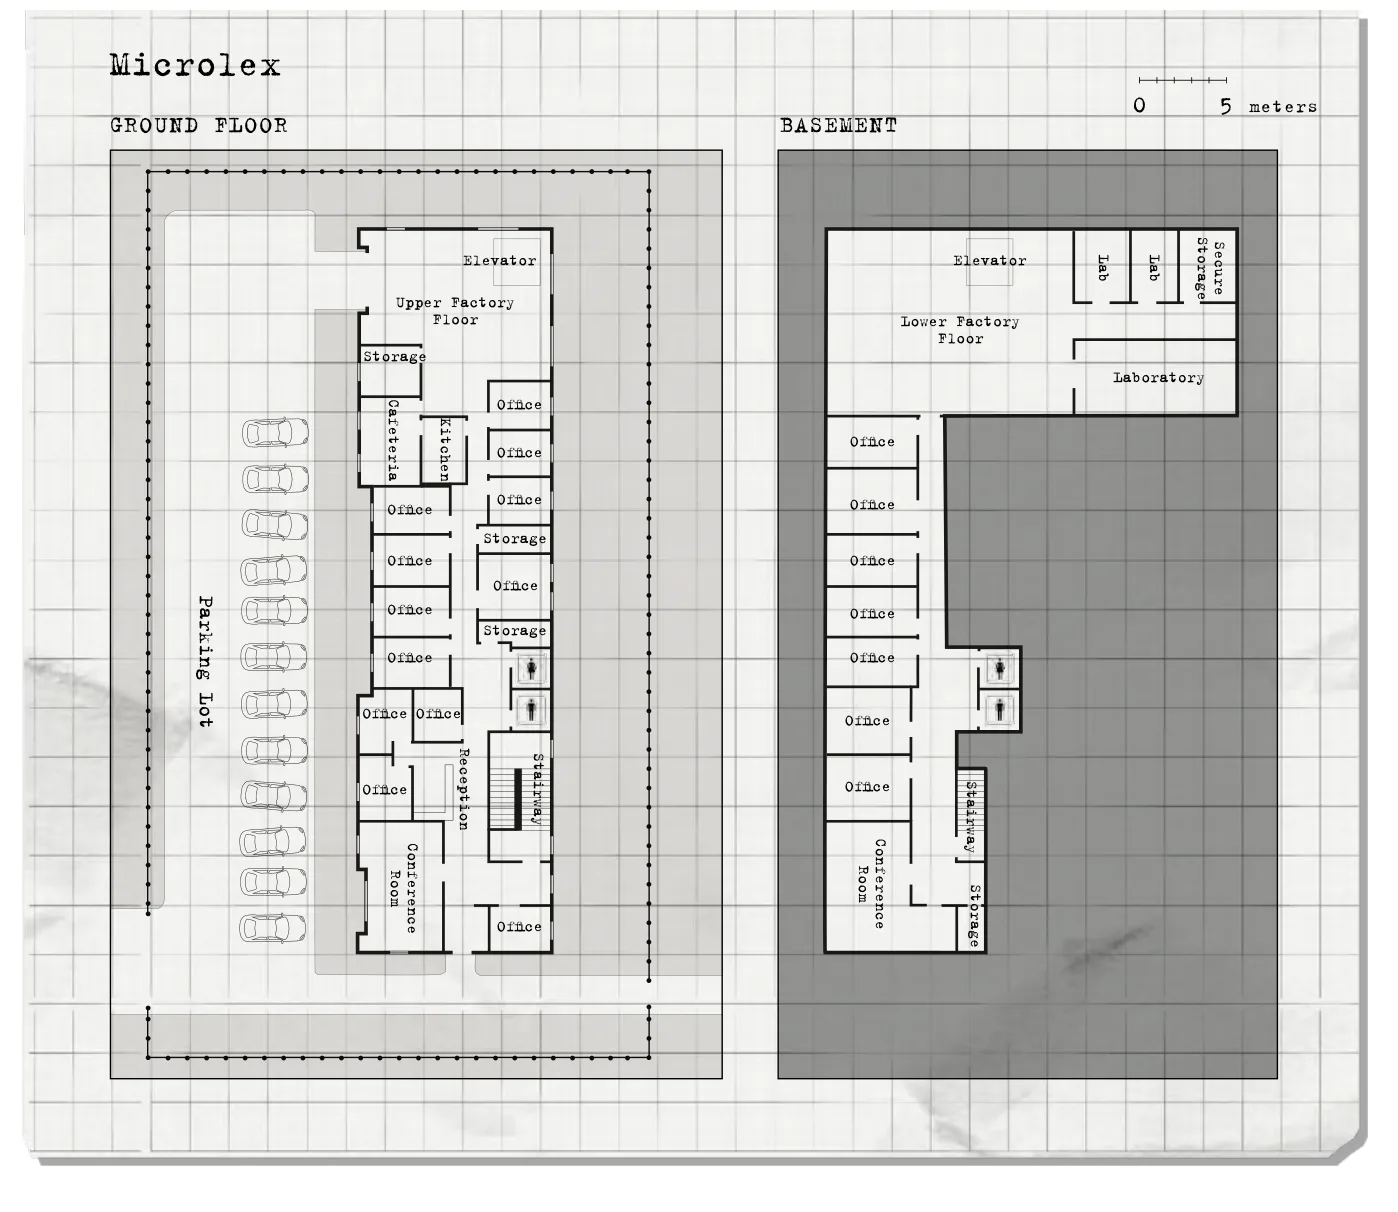 Microlex
0 5 meters
GROUND FLOOR
BASEMENT
Elevator
Upper Factory
Floor
Storage
Office
Cafeteria
Kitchen
Office
Office
Office
Storage
Office
Office
Office
Storage
Office
Parking Lot
Office
Office
Reception
Stairway
Office
Conference
Room
Office
Elevator
Lab
Lab
Secure
Storage
Lower Factory
Floor
Laboratory
Office
Office
Office
Office
Office
Office
Office
Stairway
Conference
Room
Storage